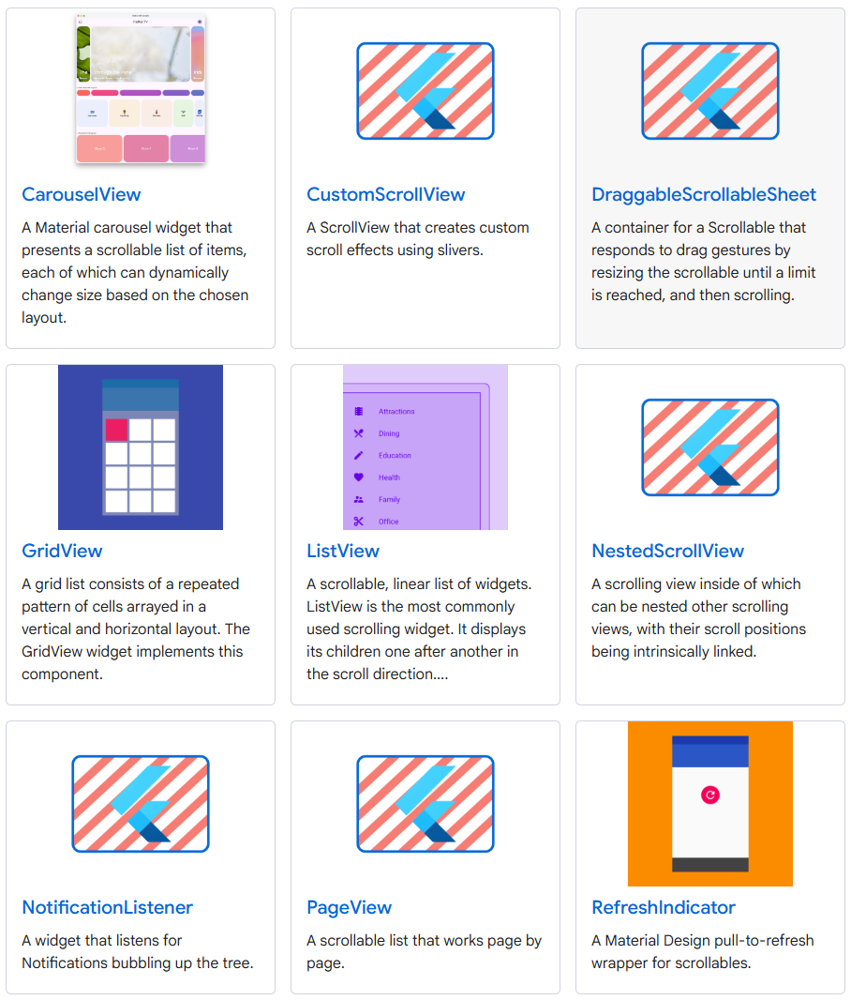 CarouselView
A Material carousel widget that
presents a scrollable list of items,
each of which can dynamically
change size based on the chosen
layout.
CustomScrollView
A ScrollView that creates custom
scroll effects using slivers.
DraggableScrollableSheet
A container for a Scrollable that
responds to drag gestures by
resizing the scrollable until a limit
is reached, and then scrolling.
Attractions
Dining
Education
Health
Family
Office
GridView
A grid list consists of a repeated
pattern of cells arrayed in a
vertical and horizontal layout. The
GridView widget implements this
component.
ListView
A scrollable, linear list of widgets.
ListView is the most commonly
used scrolling widget. It displays
its children one after another in
the scroll direction....
NestedScrollView
A scrolling view inside of which
can be nested other scrolling
views, with their scroll positions
being intrinsically linked.
NotificationListener
A widget that listens for
Notifications bubbling up the tree.
PageView
A scrollable list that works page by
page.
RefreshIndicator
A Material Design pull-to-refresh
wrapper for scrollables.